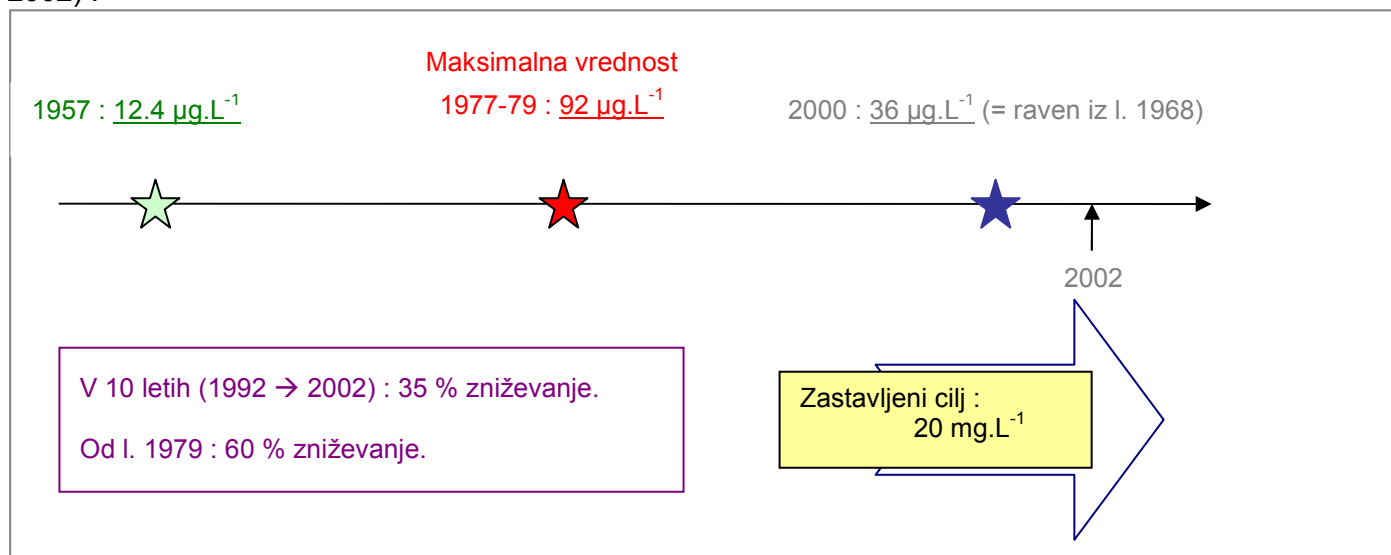 2002) :
Maksimalna vrednost
1957 : 12.4 µg.L⁻¹
1977-79 : 92 µg.L⁻¹
2000 : 36 µg.L⁻¹ (= raven iz l. 1968)
2002
V 10 letih (1992 → 2002) : 35 % zniževanje.
Od l. 1979 : 60 % zniževanje.
Zastavljeni cilj :
20 mg.L⁻¹